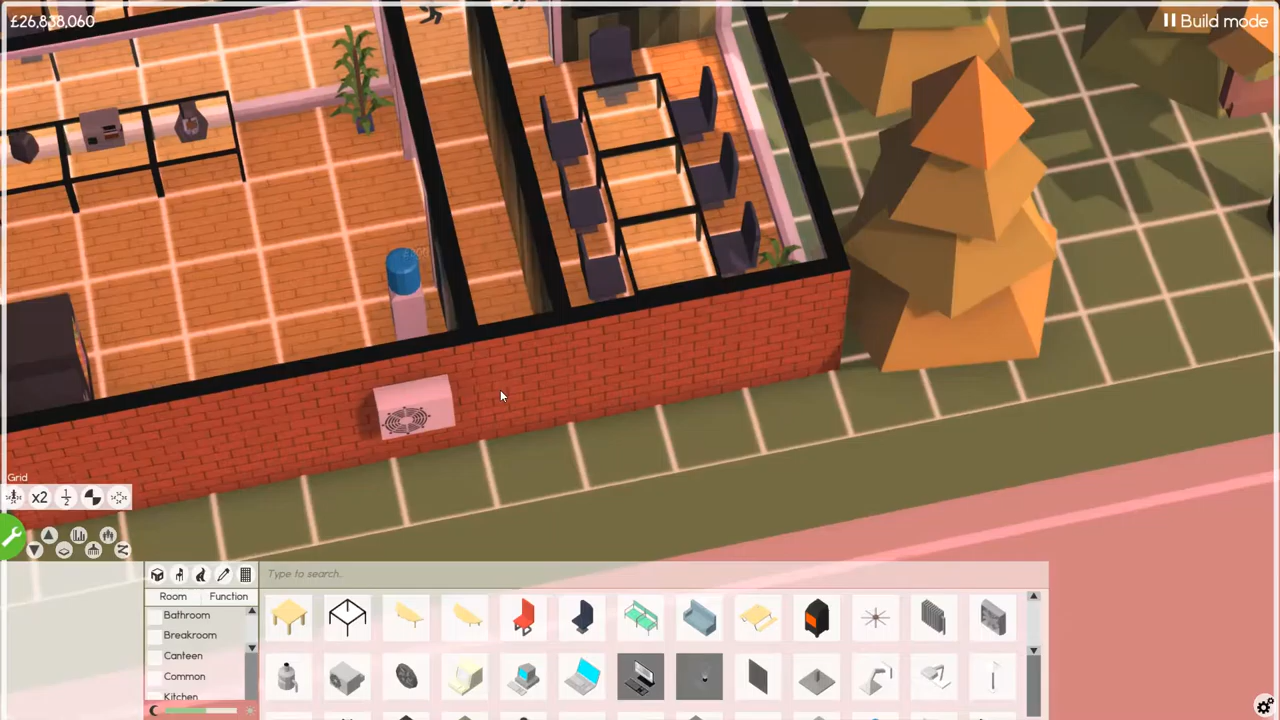 £26,838,060
Build mode
Grid
x2
1/2
Type to search..
Room
Function
Bathroom
Breakroom
Canteen
Common
Kitchen